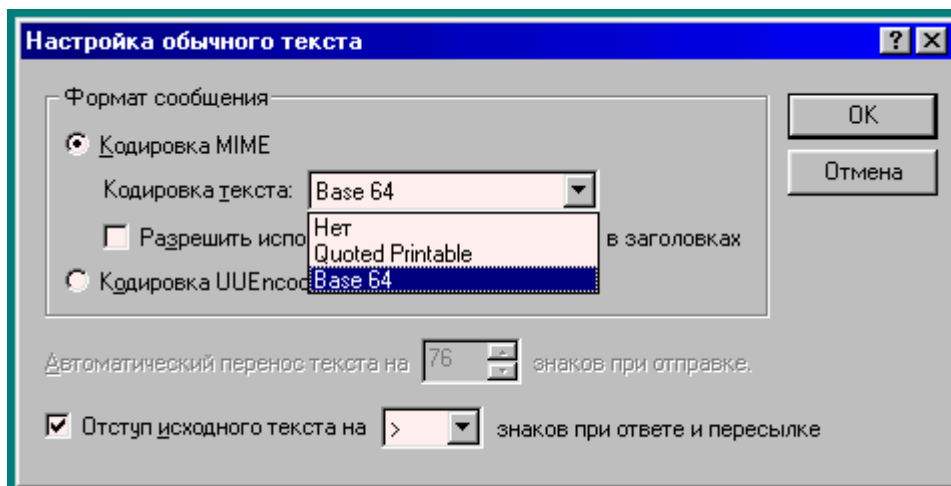 Настройка обычного текста
Формат сообщения
Кодировка MIME
Кодировка текста: Base 64
Нет
Разрешить испо в заголовках
Quoted Printable
Кодировка UUEncod
Base 64
Автоматический перенос текста на 76 знаков при отправке.
Отступ исходного текста на > знаков при ответе и пересылке
OK
Отмена